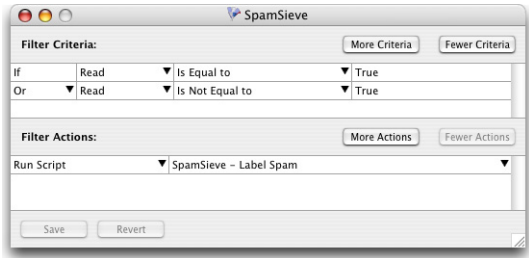 SpamSieve
Filter Criteria: More Criteria Fewer Criteria
If Read Is Equal to True
Or Read Is Not Equal to True
Filter Actions: More Actions Fewer Actions
Run Script SpamSieve – Label Spam
Save Revert